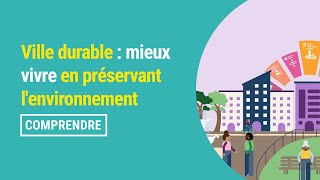 Ville durable : mieux
vivre en préservant
l'environnement
COMPRENDRE